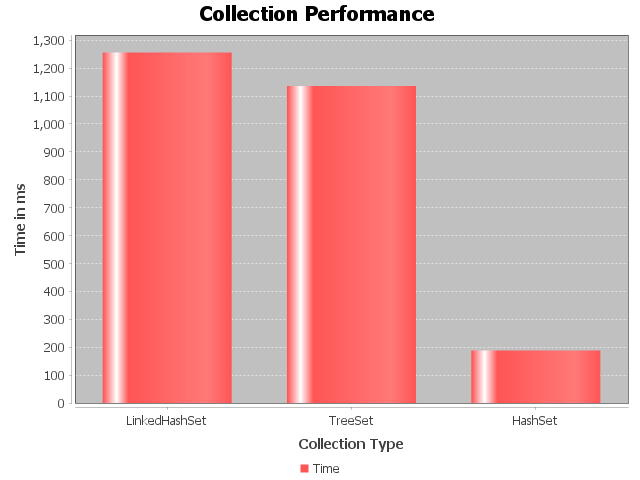 Collection Performance
1,300
1,200
1,100
1,000
900
800
700
600
500
400
300
200
100
0
Time in ms
LinkedHashSet TreeSet HashSet
Collection Type
Time